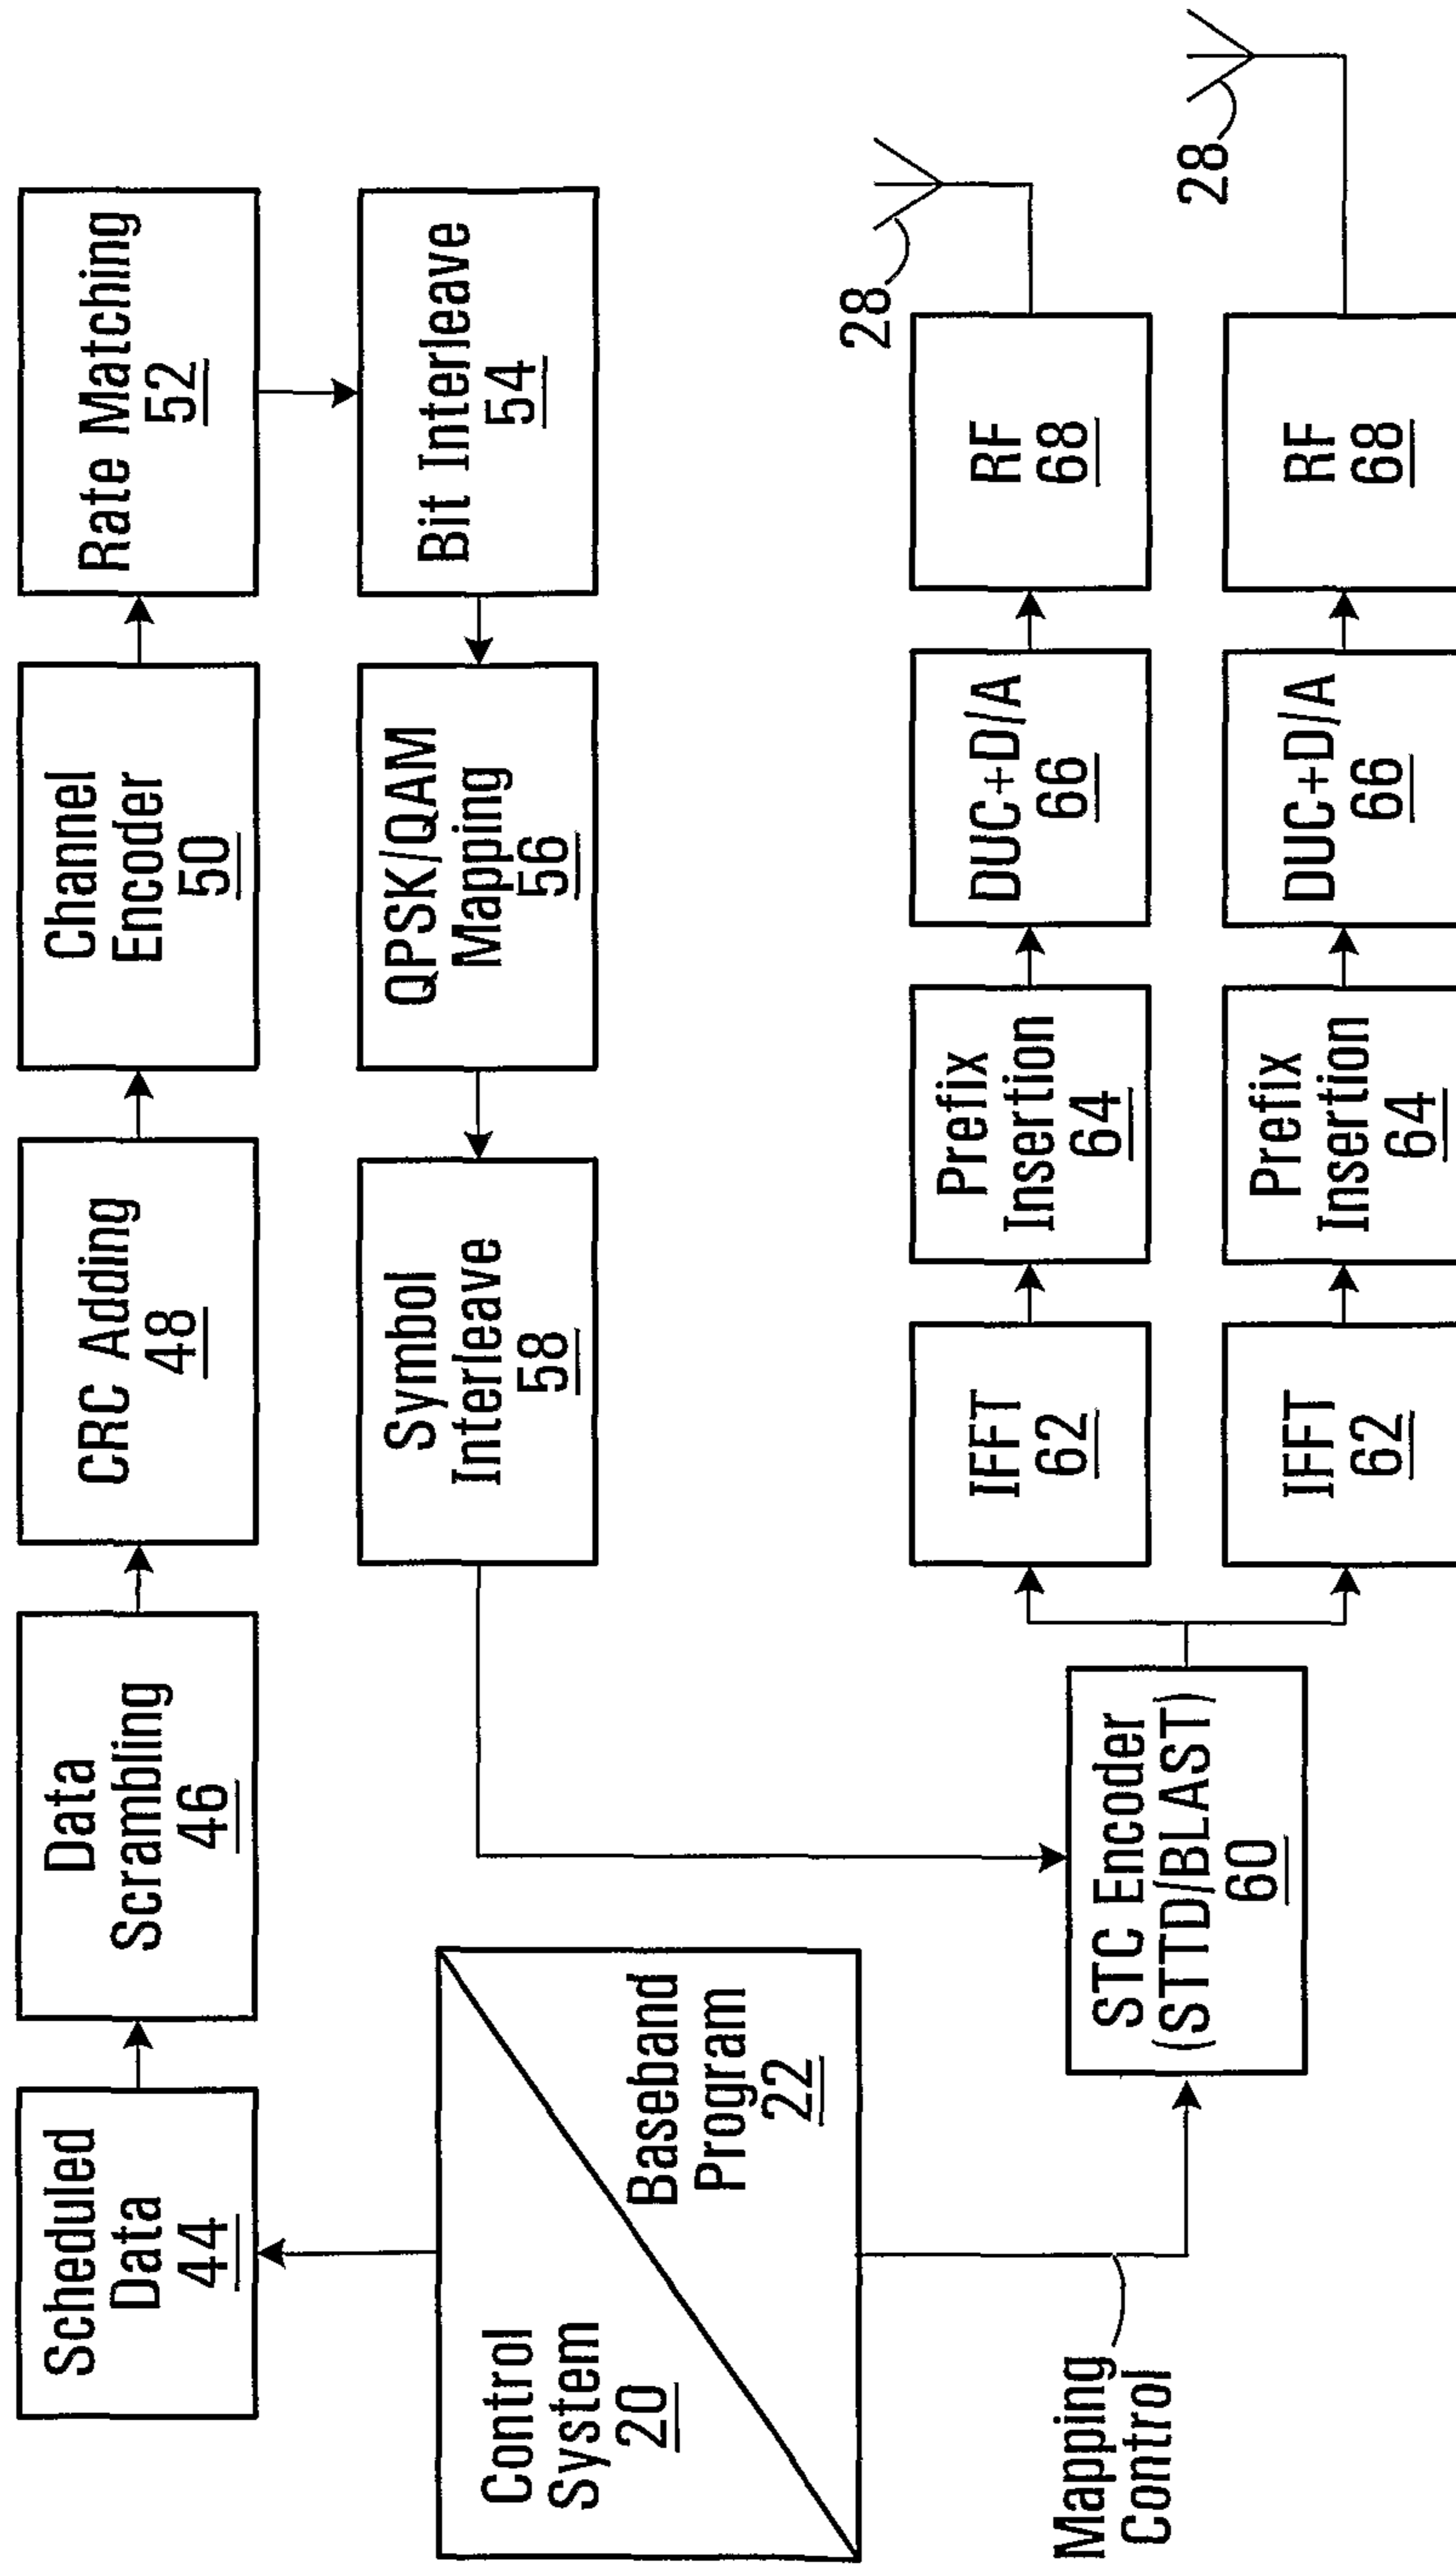 Scheduled
Data
44
Data
Scrambling
46
CRC Adding
48
Channel
Encoder
50
Rate Matching
52
Control
System
20
Baseband
Program
22
Symbol
Interleave
58
QPSK/QAM
Mapping
56
Bit Interleave
54
Mapping
Control
STC Encoder
(STTD/BLAST)
60
IFFT
62
Prefix
Insertion
64
DUC+D/A
66
RF
68
28
IFFT
62
Prefix
Insertion
64
DUC+D/A
66
RF
68
28